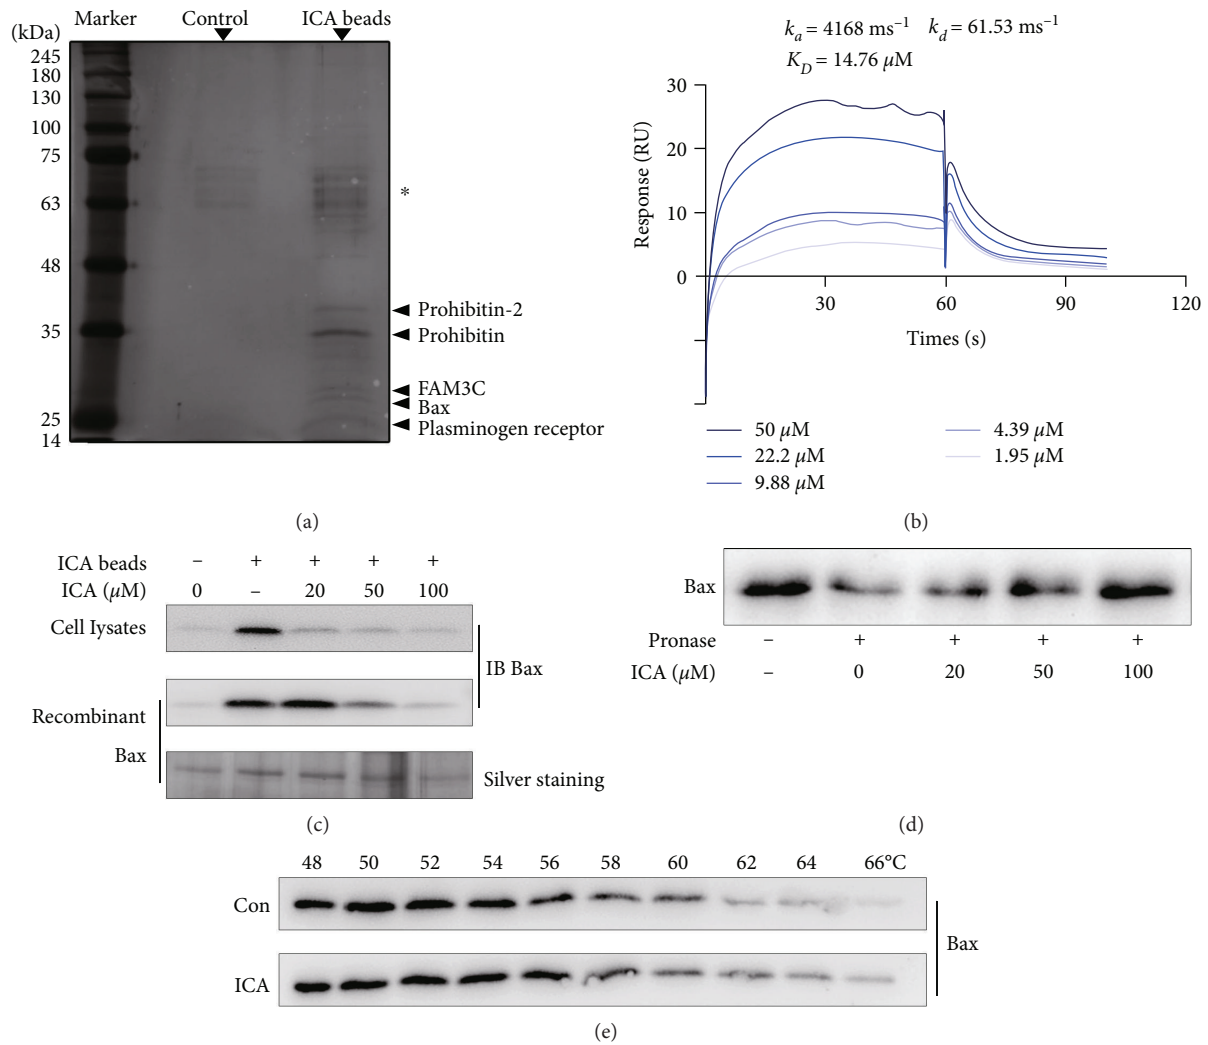 Marker Control ICA beads
(kDa)
245
180
130
100
75
63
48
35
25
14
*
Prohibitin-2
Prohibitin
FAM3C
Bax
Plasminogen receptor
(a)
kₐ = 4168 ms⁻¹ k_d = 61.53 ms⁻¹
K_D = 14.76 μM
Response (RU)
30
20
10
0
30 60 90 120
Times (s)
50 μM
22.2 μM
9.88 μM
4.39 μM
1.95 μM
(b)
ICA beads – + + + +
ICA (μM) 0 – 20 50 100
Cell lysates
IB Bax
Recombinant
Bax
Silver staining
(c)
Bax
Pronase – + + + +
ICA (μM) – 0 20 50 100
(d)
48 50 52 54 56 58 60 62 64 66°C
Con
ICA
Bax
(e)